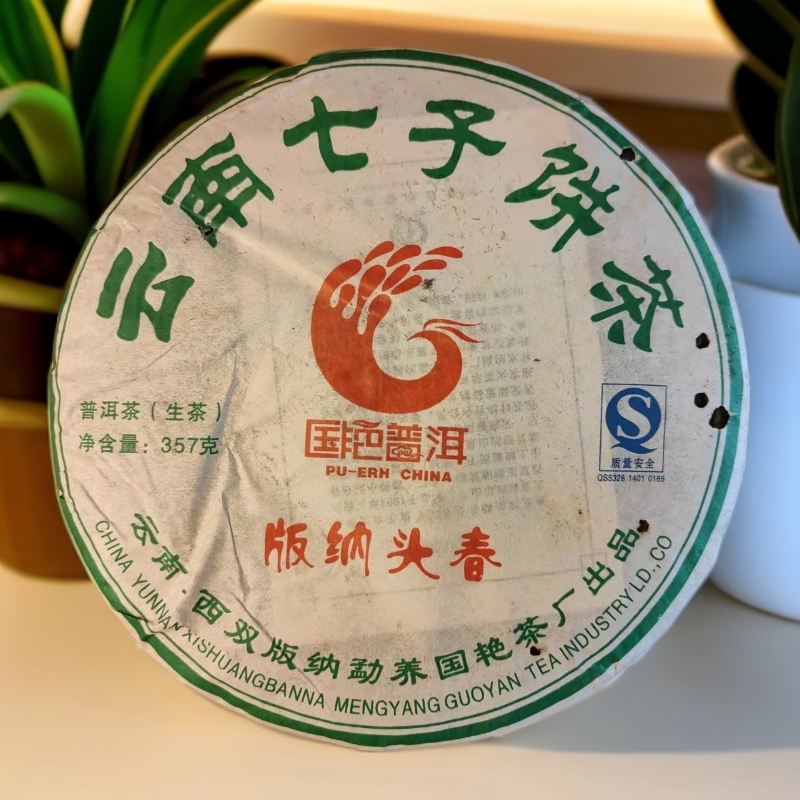 云南七子饼茶
普洱茶（生茶）
净含量：357克
国艳普洱
PU-ERH CHINA
质量安全
QS5328 1401 0165
版纳头春
云南·西双版纳勐养国艳茶厂出品
CHINA YUNNAN XISHUANGBANNA MENGYANG GUOYAN TEA INDUSTRY LD.,CO